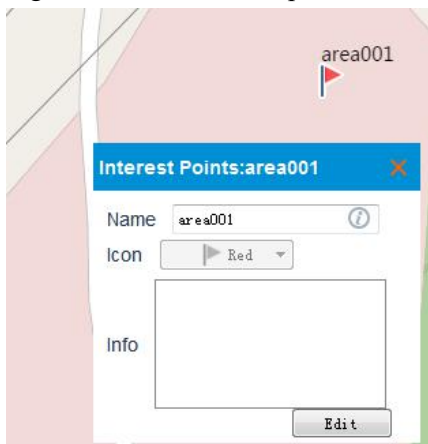 area001
Interest Points:area001
Name area001
Icon Red
Info
Edit